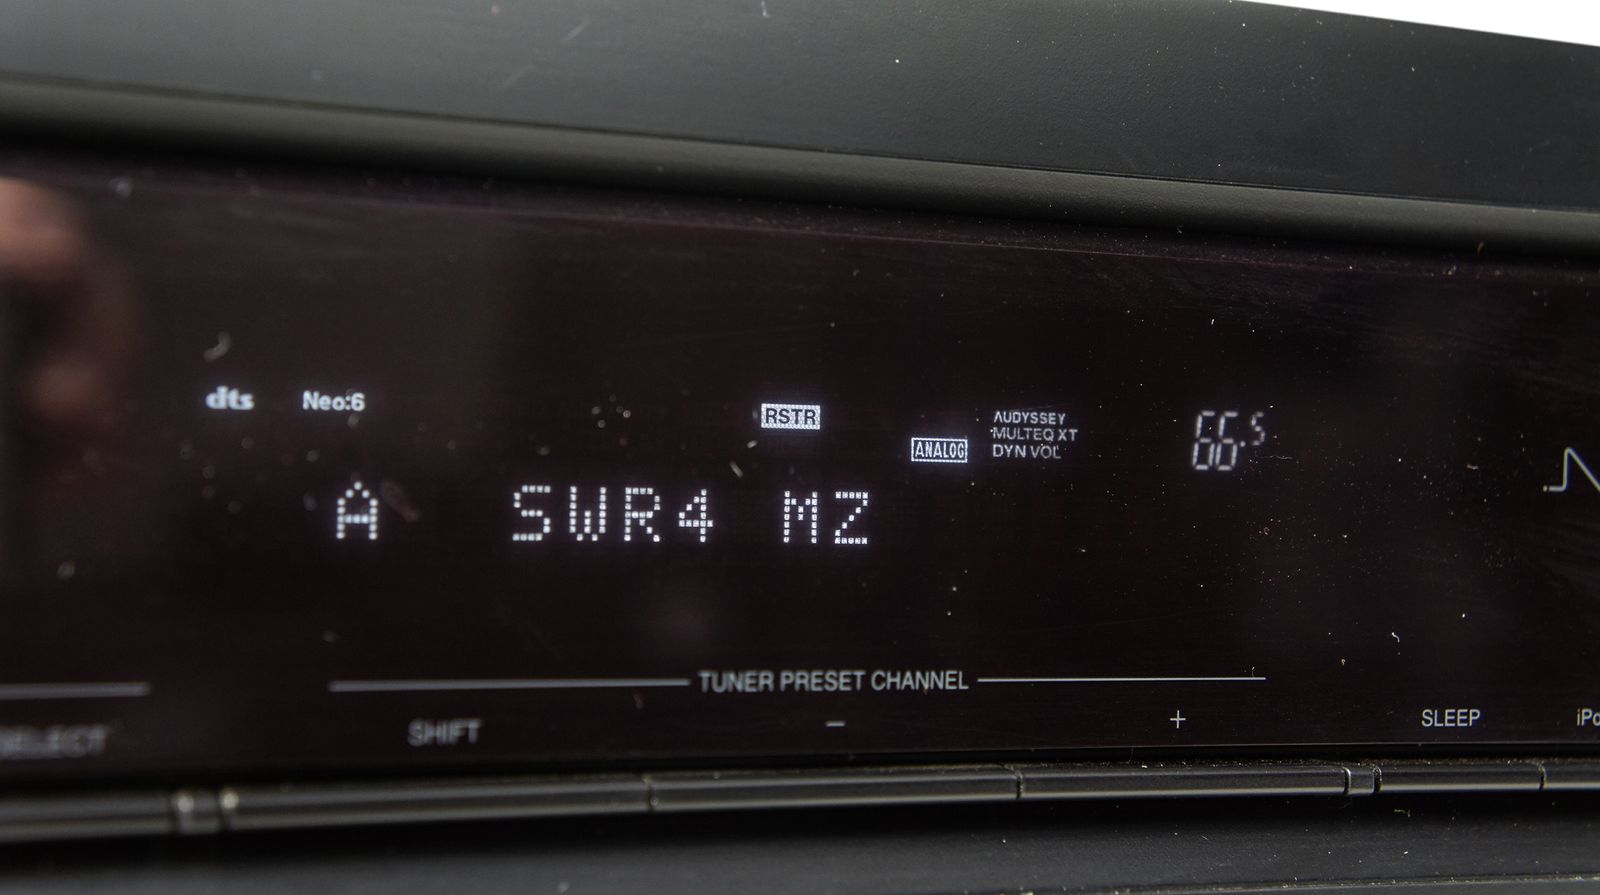 dts Neo:6
RSTR
ANALOG
AUDYSSEY
MULTEQ XT
DYN VOL
66.5
A SWR4 MZ
TUNER PRESET CHANNEL
SELECT SHIFT − + SLEEP